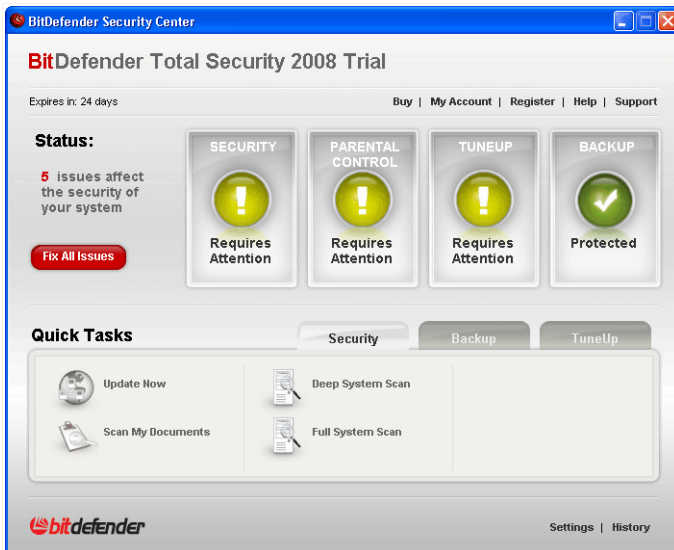 BitDefender Security Center
BitDefender Total Security 2008 Trial
Expires in: 24 days
Buy | My Account | Register | Help | Support
Status:
5 issues affect
the security of
your system
Fix All Issues
SECURITY
Requires
Attention
PARENTAL
CONTROL
Requires
Attention
TUNEUP
Requires
Attention
BACKUP
Protected
Quick Tasks
Security
Backup
TuneUp
Update Now
Deep System Scan
Scan My Documents
Full System Scan
bitdefender
Settings | History